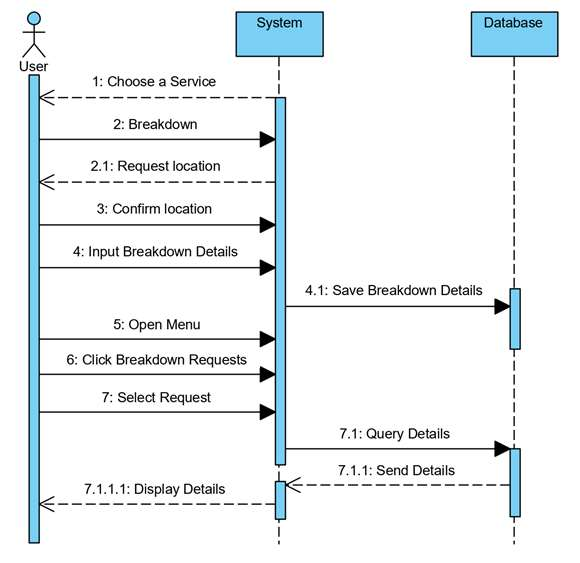 System
Database
User
1: Choose a Service
2: Breakdown
2.1: Request location
3: Confirm location
4: Input Breakdown Details
4.1: Save Breakdown Details
5: Open Menu
6: Click Breakdown Requests
7: Select Request
7.1: Query Details
7.1.1: Send Details
7.1.1.1: Display Details